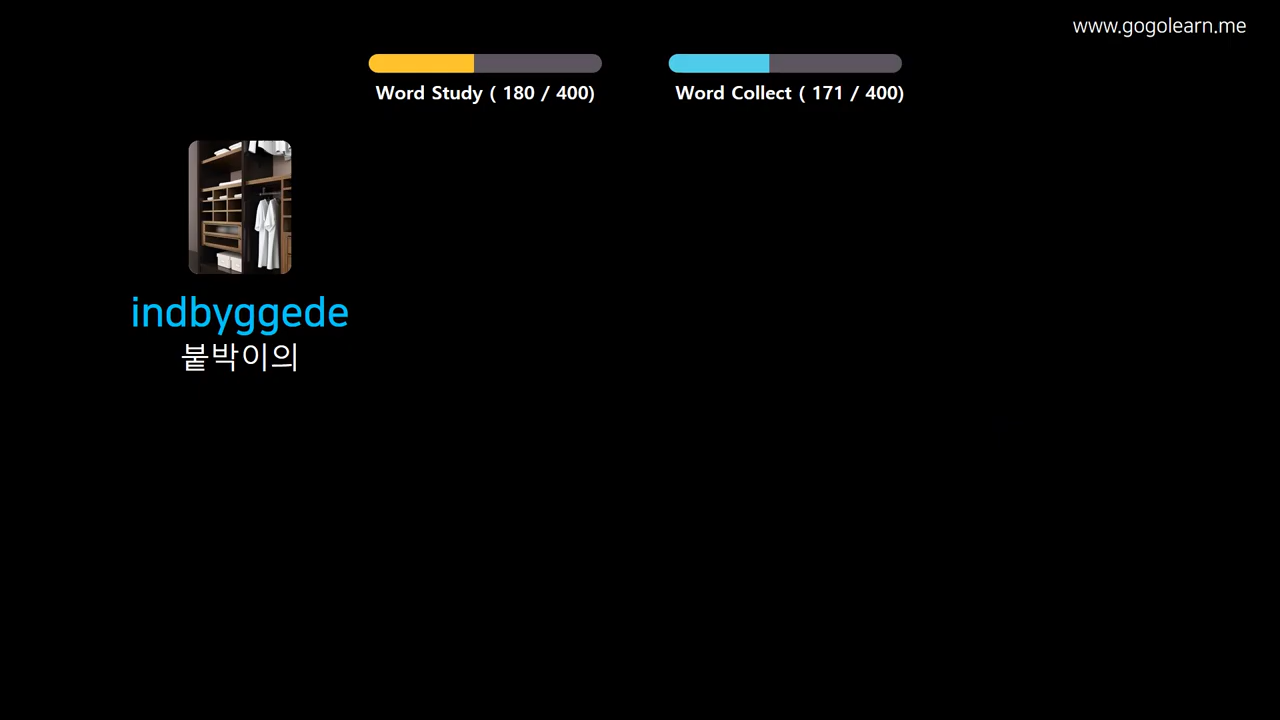 www.gogolearn.me
Word Study ( 180 / 400)
Word Collect ( 171 / 400)
indbyggede
붙박이의